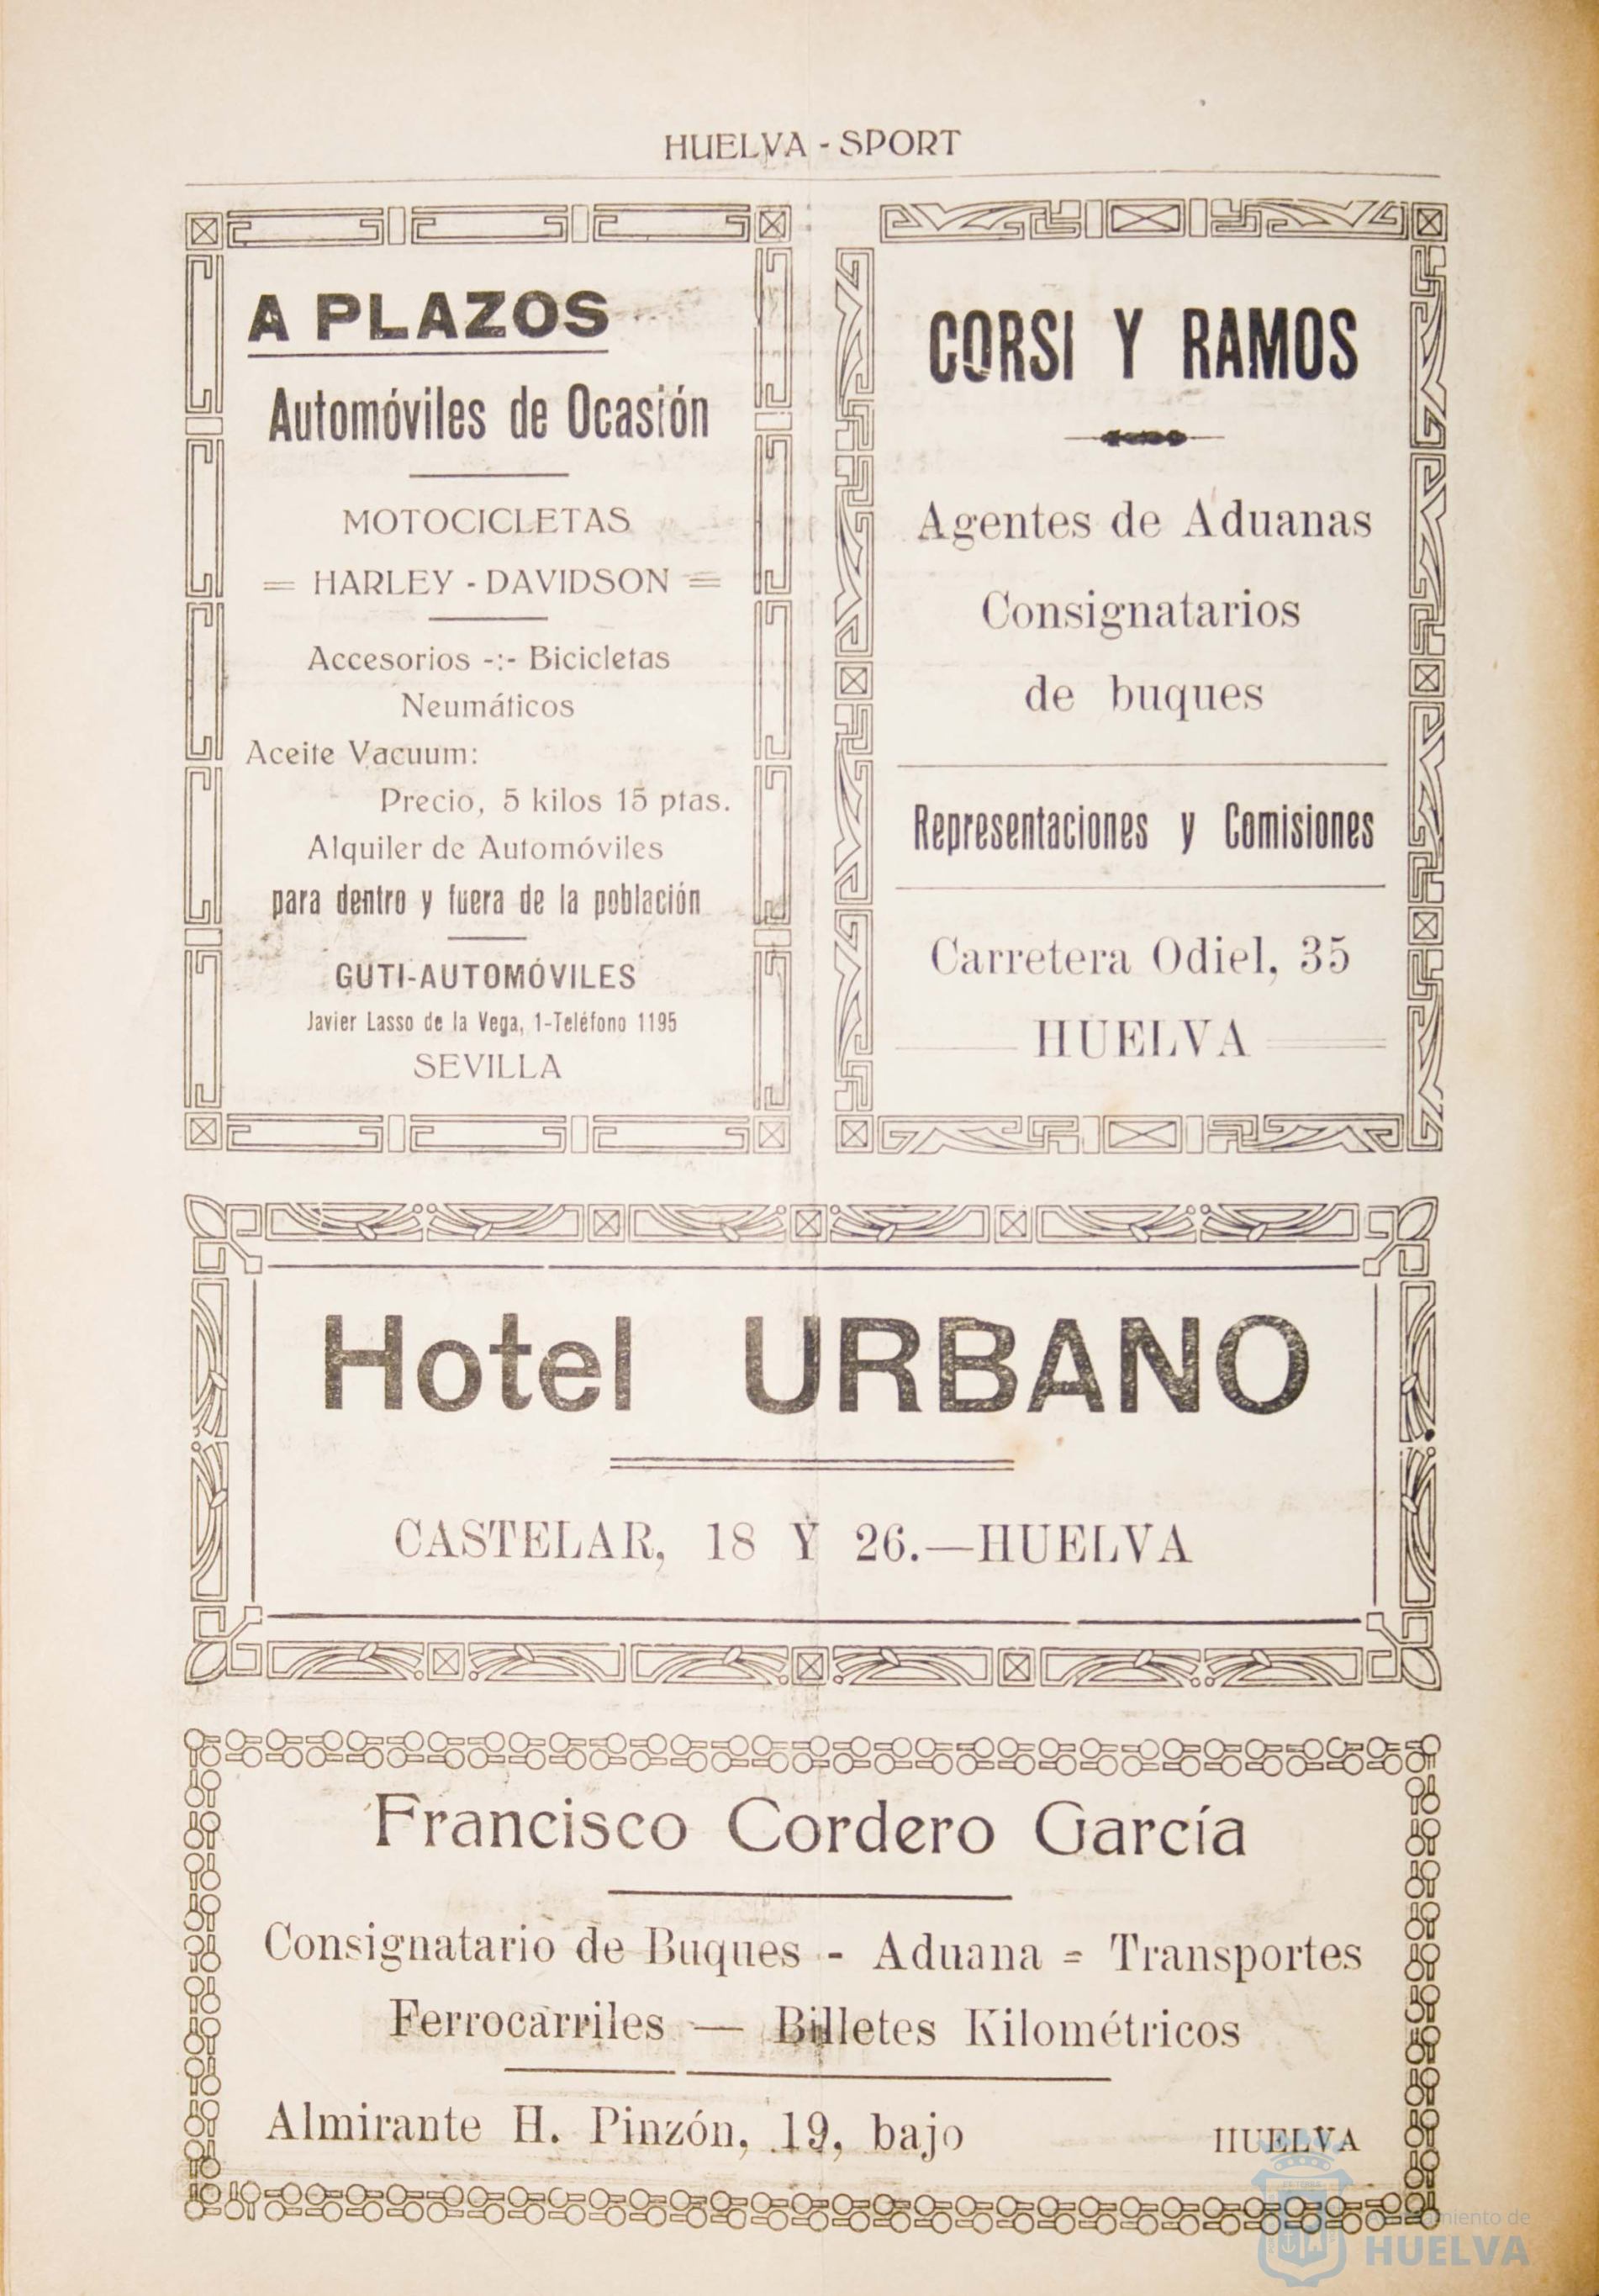 HUELVA - SPORT
A PLAZOS
Automóviles de Ocasión
MOTOCICLETAS
= HARLEY - DAVIDSON =
Accesorios -:- Bicicletas
Neumáticos
Aceite Vacuum:
Precio, 5 kilos 15 ptas.
Alquiler de Automóviles
para dentro y fuera de la población
GUTI-AUTOMÓVILES
Javier Lasso de la Vega, 1-Teléfono 1195
SEVILLA
CORSI Y RAMOS
Agentes de Aduanas
Consignatarios
de buques
Representaciones y Comisiones
Carretera Odiel, 35
HUELVA
Hotel URBANO
CASTELAR, 18 Y 26.—HUELVA
Francisco Cordero García
Consignatario de Buques - Aduana = Transportes
Ferrocarriles — Billetes Kilométricos
Almirante H. Pinzón, 19, bajo HUELVA
Ayuntamiento de
HUELVA